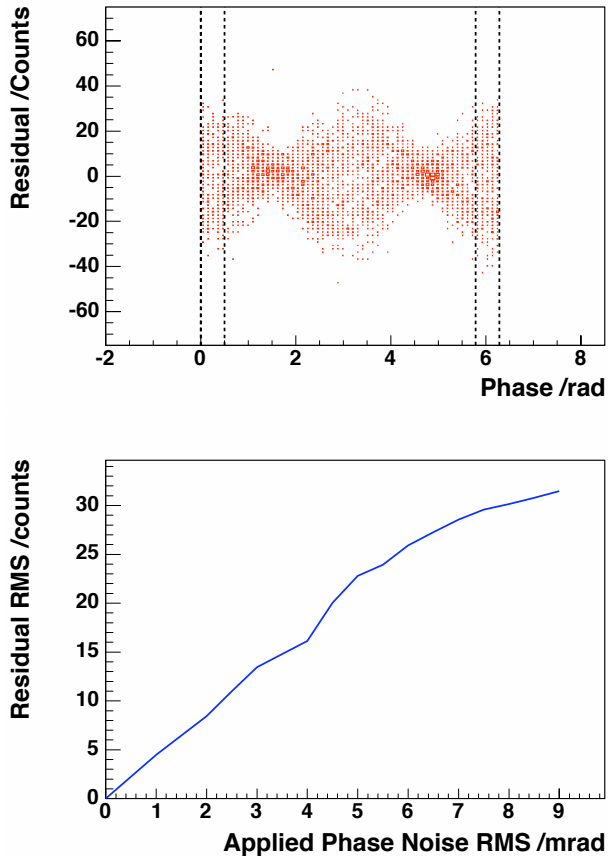 Residual /Counts
60
40
20
0
-20
-40
-60
-2 0 2 4 6 8
Phase /rad
Residual RMS /counts
30
25
20
15
10
5
0
0 1 2 3 4 5 6 7 8 9
Applied Phase Noise RMS /mrad